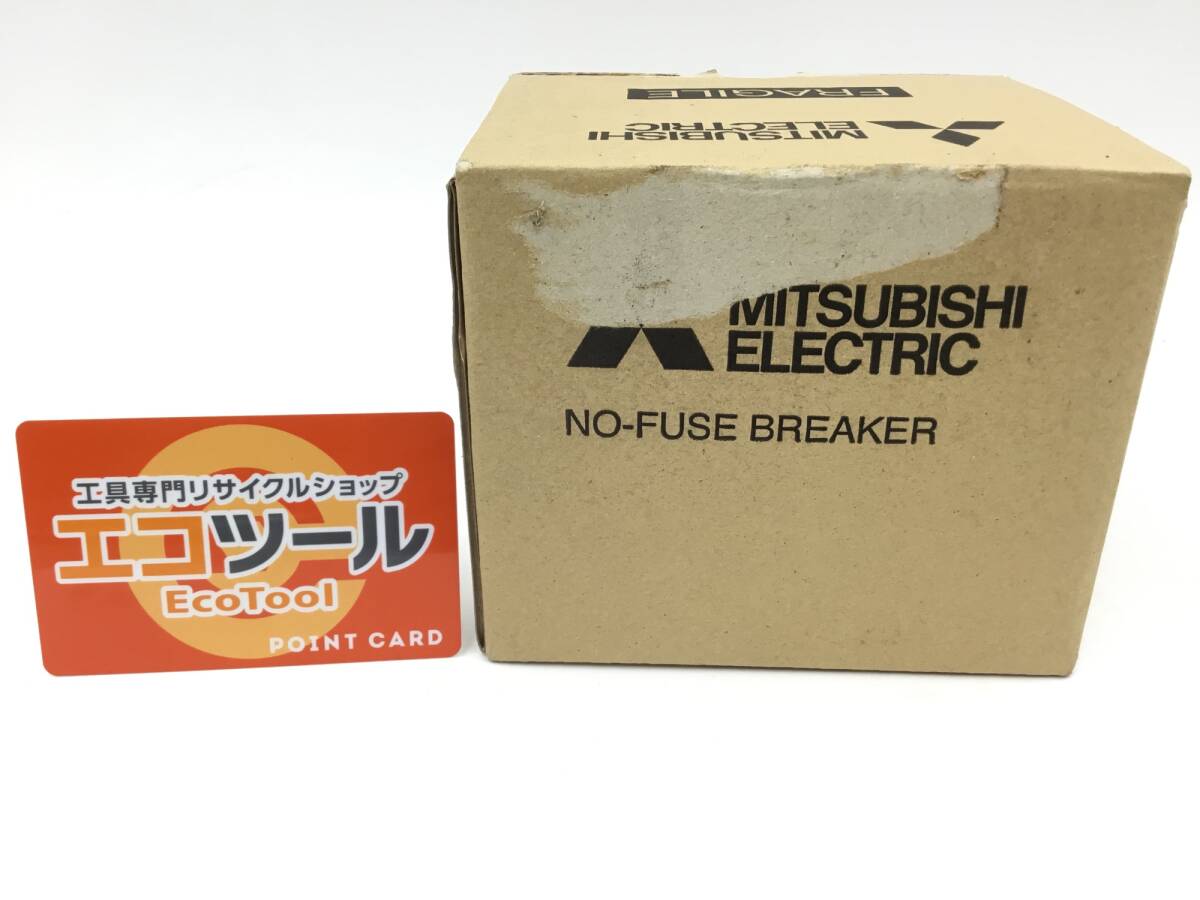 FRAGILE
MITSUBISHI
ELECTRIC
MITSUBISHI
ELECTRIC
NO-FUSE BREAKER
工具専門リサイクルショップ
エコツール
EcoTool
POINT CARD